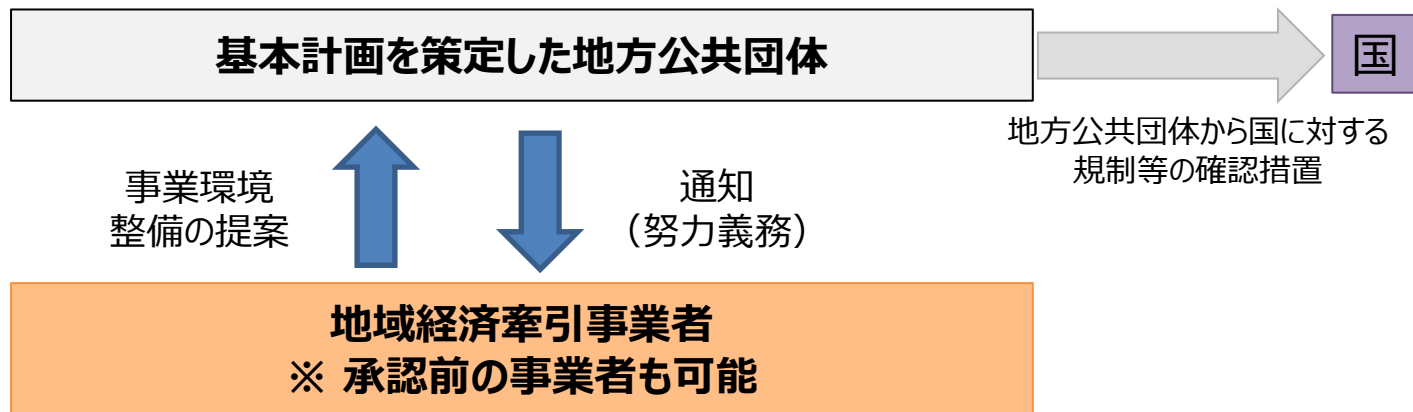 基本計画を策定した地方公共団体
国
地方公共団体から国に対する
規制等の確認措置
事業環境
整備の提案
通知
（努力義務）
地域経済牽引事業者
※ 承認前の事業者も可能